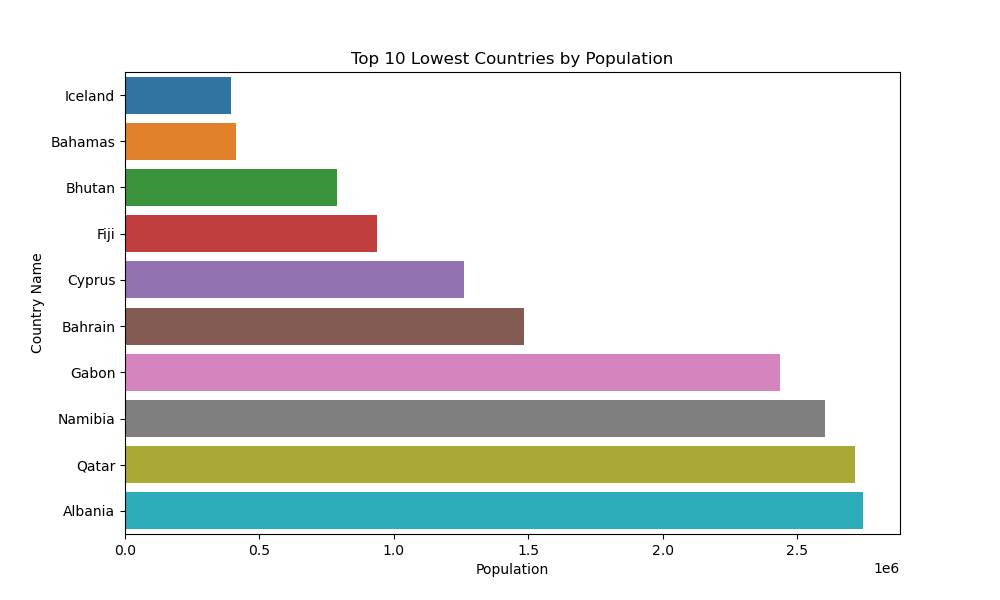 Top 10 Lowest Countries by Population
Country Name
Iceland
Bahamas
Bhutan
Fiji
Cyprus
Bahrain
Gabon
Namibia
Qatar
Albania
0.0 0.5 1.0 1.5 2.0 2.5
1e6
Population